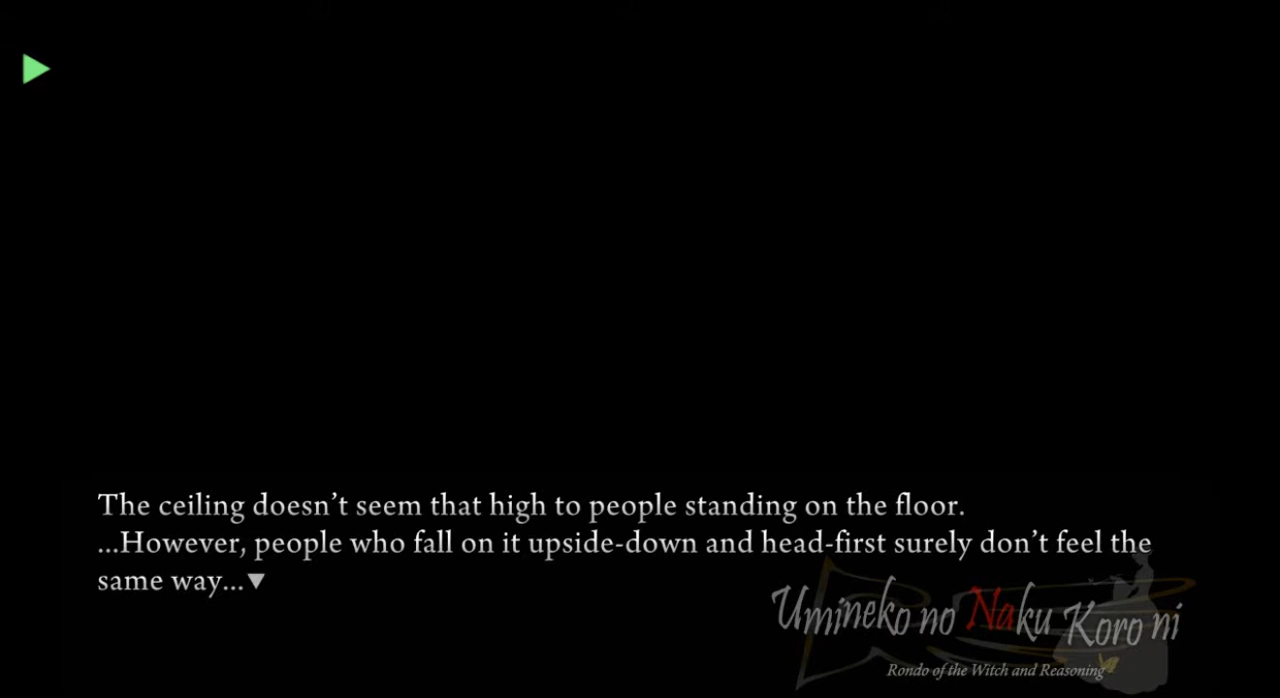 The ceiling doesn’t seem that high to people standing on the floor.
...However, people who fall on it upside-down and head-first surely don’t feel the
same way...▼
Umineko no Naku Koro ni
Rondo of the Witch and Reasoning